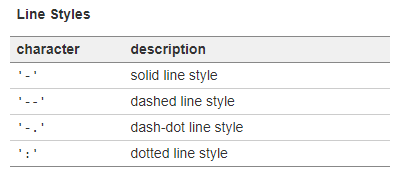 Line Styles
character description
'-' solid line style
'--' dashed line style
'-.' dash-dot line style
':' dotted line style